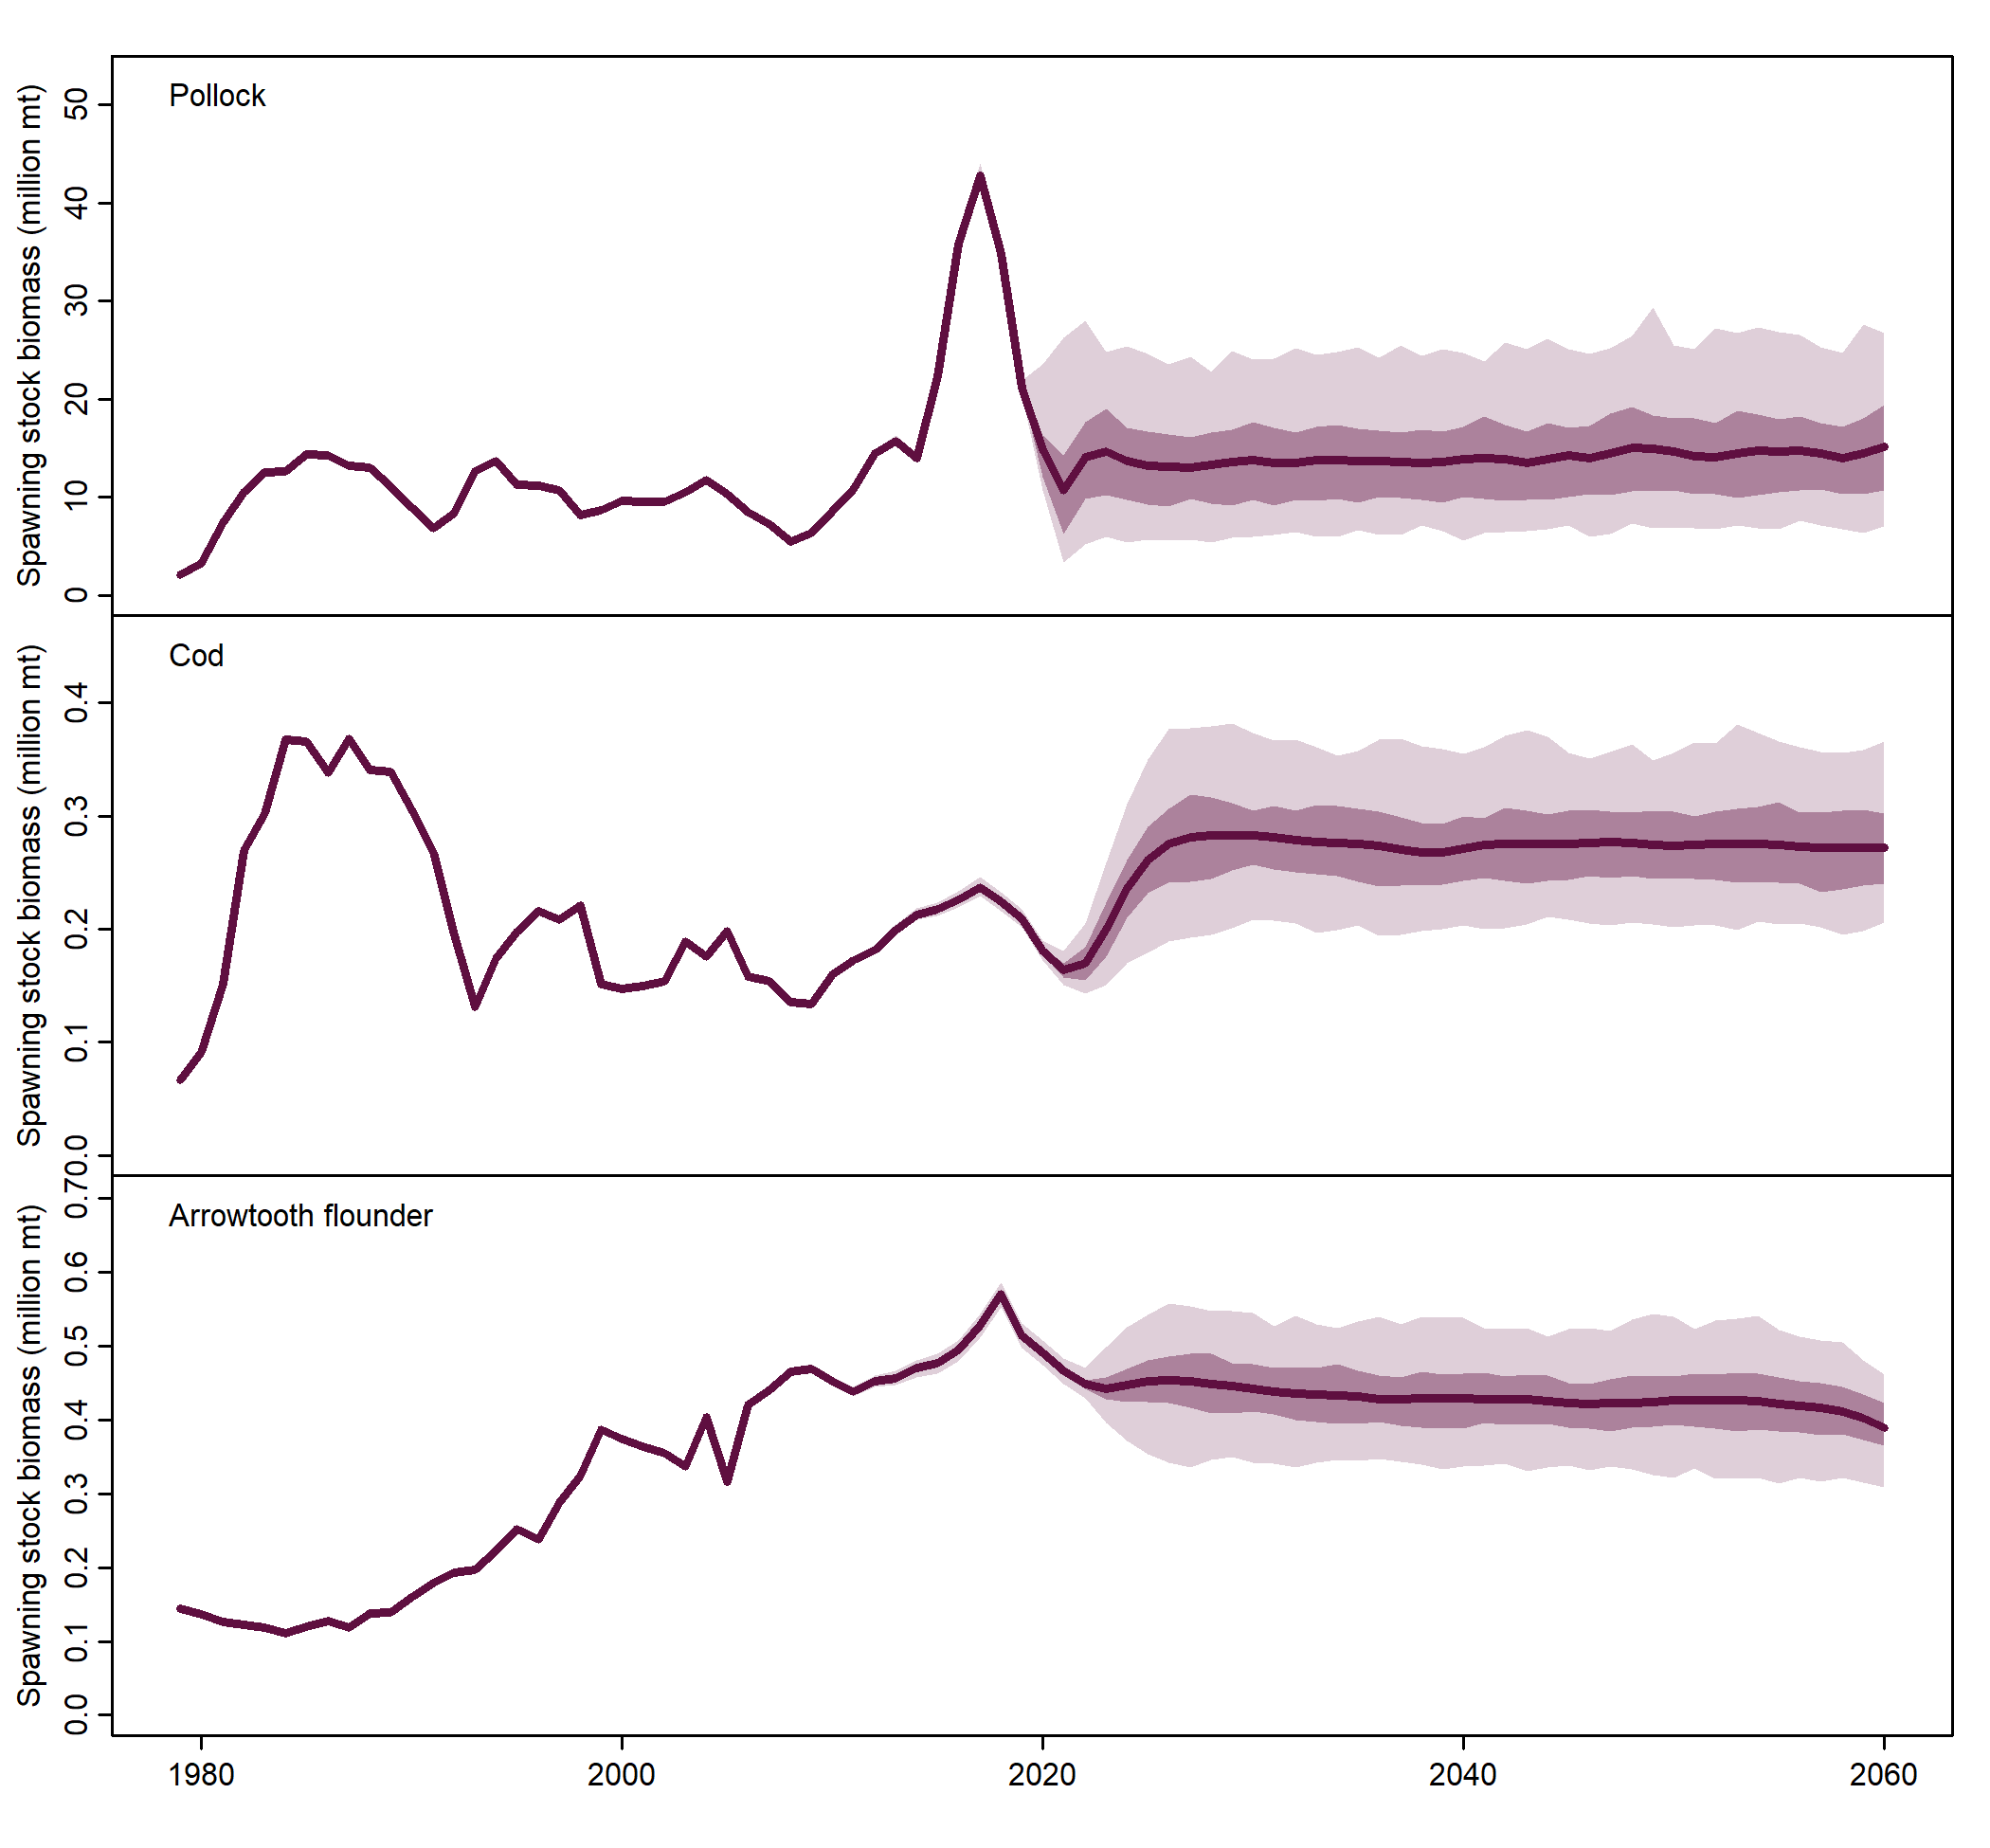 Pollock
Spawning stock biomass (million mt)
50
40
30
20
10
0
Cod
Spawning stock biomass (million mt)
0.4
0.3
0.2
0.1
0.0
Arrowtooth flounder
Spawning stock biomass (million mt)
0.7
0.6
0.5
0.4
0.3
0.2
0.1
0.0
1980 2000 2020 2040 2060